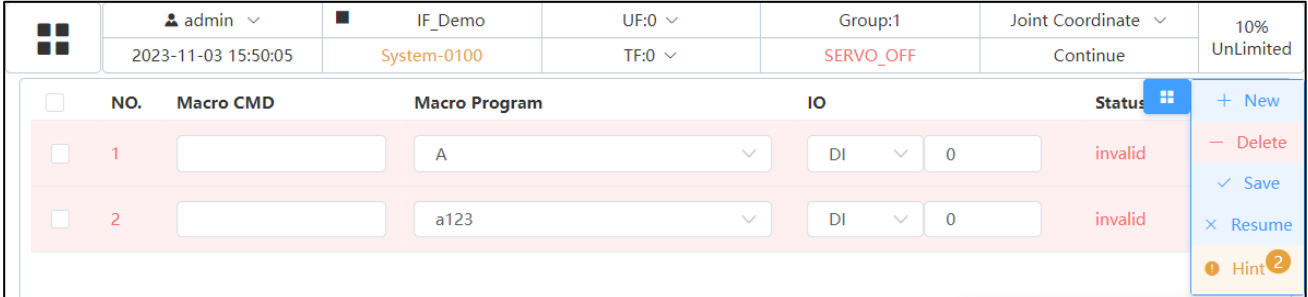 admin IF_Demo UF:0 Group:1 Joint Coordinate 10%
2023-11-03 15:50:05 System-0100 TF:0 SERVO_OFF Continue UnLimited
NO. Macro CMD Macro Program IO Status + New
1 A DI 0 invalid — Delete
✓ Save
2 a123 DI 0 invalid × Resume
Hint 2